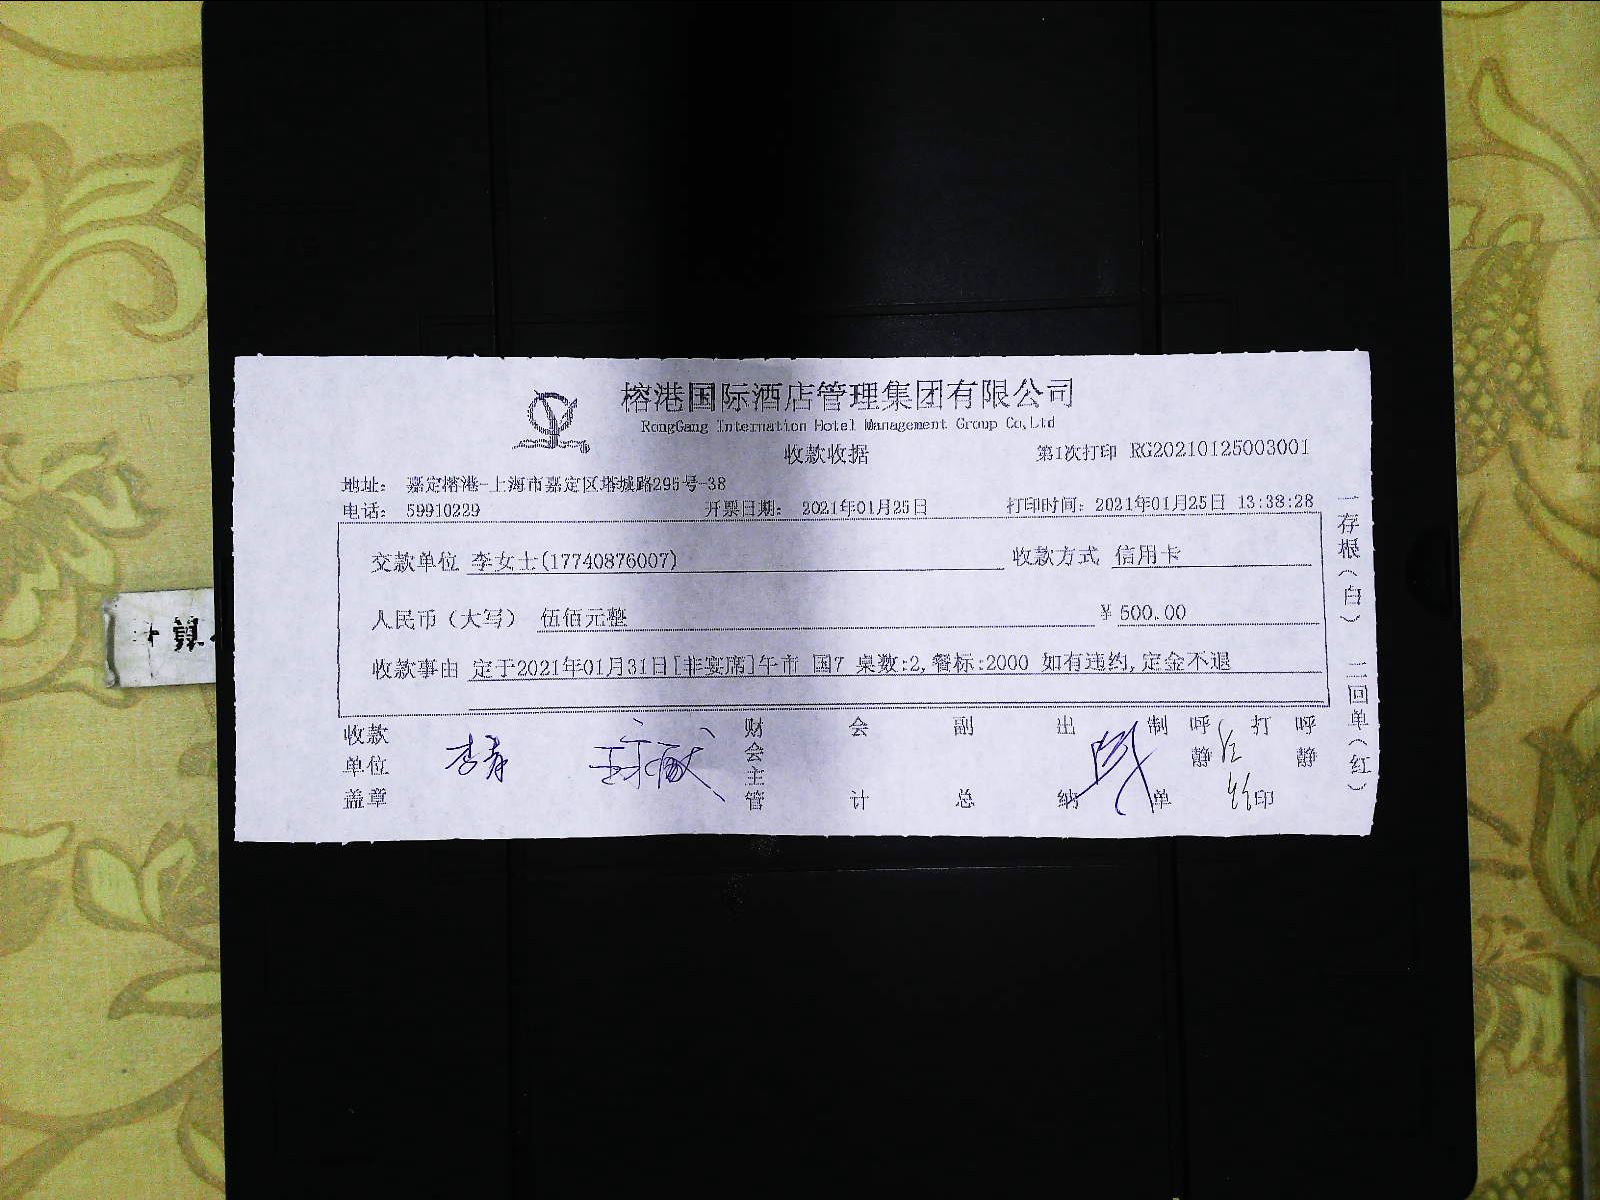 榕港国际酒店管理集团有限公司
RongGang Internation Hotel Management Group Co,Ltd
收款收据
第1次打印 RG20210125003001
地址： 嘉定榕港-上海市嘉定区塔城路295号-38
电话： 59910229 开票日期： 2021年01月25日 打印时间： 2021年01月25日 13:38:28
交款单位 李女士(17740876007) 收款方式 信用卡
人民币（大写） 伍佰元整 ￥500.00
收款事由 定于2021年01月31日[非宴席]午市 国7 桌数:2,餐标:2000 如有违约,定金不退
收款单位盖章 李青 财会主管 会计 副总 出纳 制单 呼静 打印 呼静
一存根（白） 二回单（红）